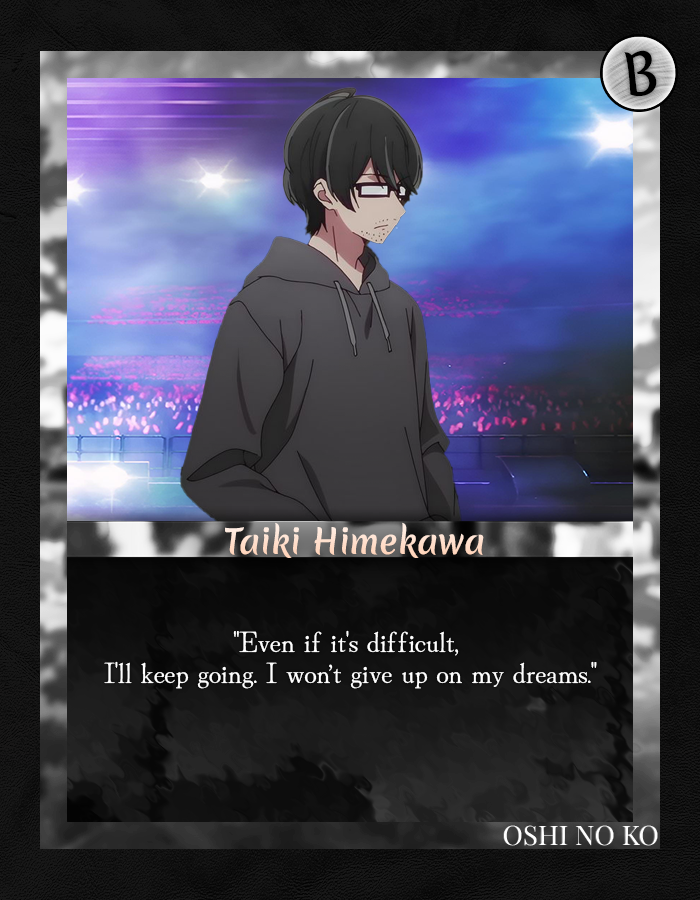 B
Taiki Himekawa
"Even if it's difficult,
I'll keep going. I won't give up on my dreams."
OSHI NO KO